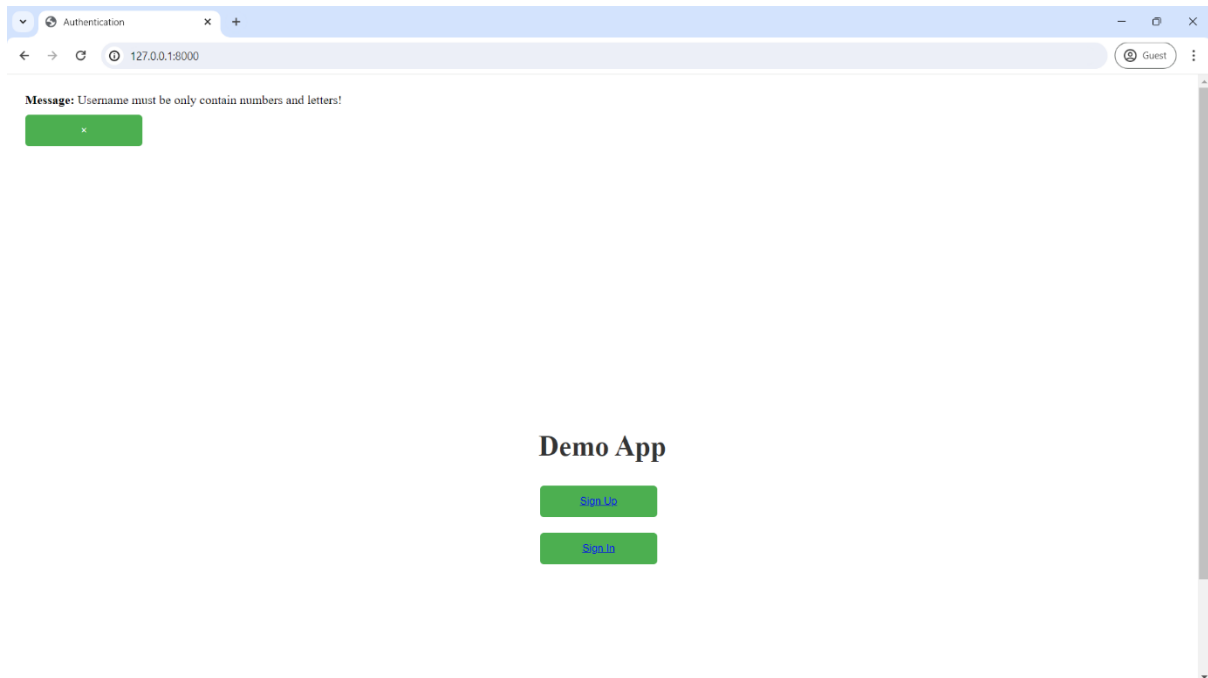 Authentication
127.0.0.1:8000
Guest
Message: Username must be only contain numbers and letters!
×
Demo App
Sign Up
Sign In